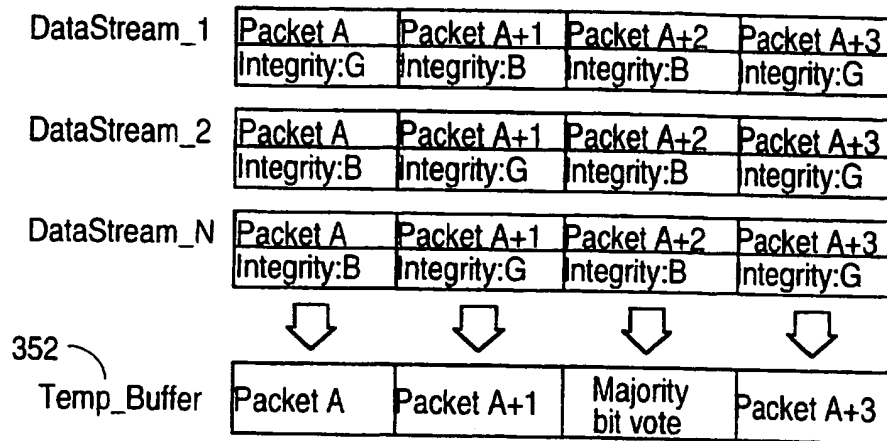 DataStream_1 Packet A Packet A+1 Packet A+2 Packet A+3
Integrity:G Integrity:B Integrity:B Integrity:G
DataStream_2 Packet A Packet A+1 Packet A+2 Packet A+3
Integrity:B Integrity:G Integrity:B Integrity:G
DataStream_N Packet A Packet A+1 Packet A+2 Packet A+3
Integrity:B Integrity:G Integrity:B Integrity:G
352
Temp_Buffer Packet A Packet A+1 Majority bit vote Packet A+3